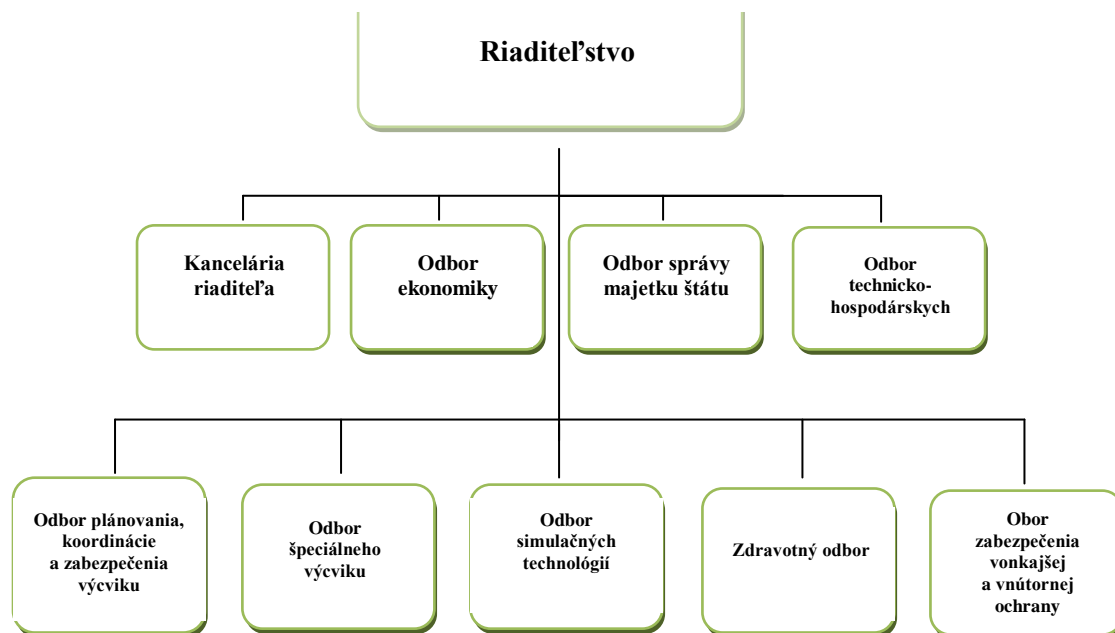 Riaditeľstvo
Kancelária
riaditeľa
Odbor
ekonomiky
Odbor správy
majetku štátu
Odbor
technicko-
hospodárskych
Odbor plánovania,
koordinácie
a zabezpečenia
výcviku
Odbor
špeciálneho
výcviku
Odbor
simulačných
technológií
Zdravotný odbor
Obor
zabezpečenia
vonkajšej
a vnútornej
ochrany